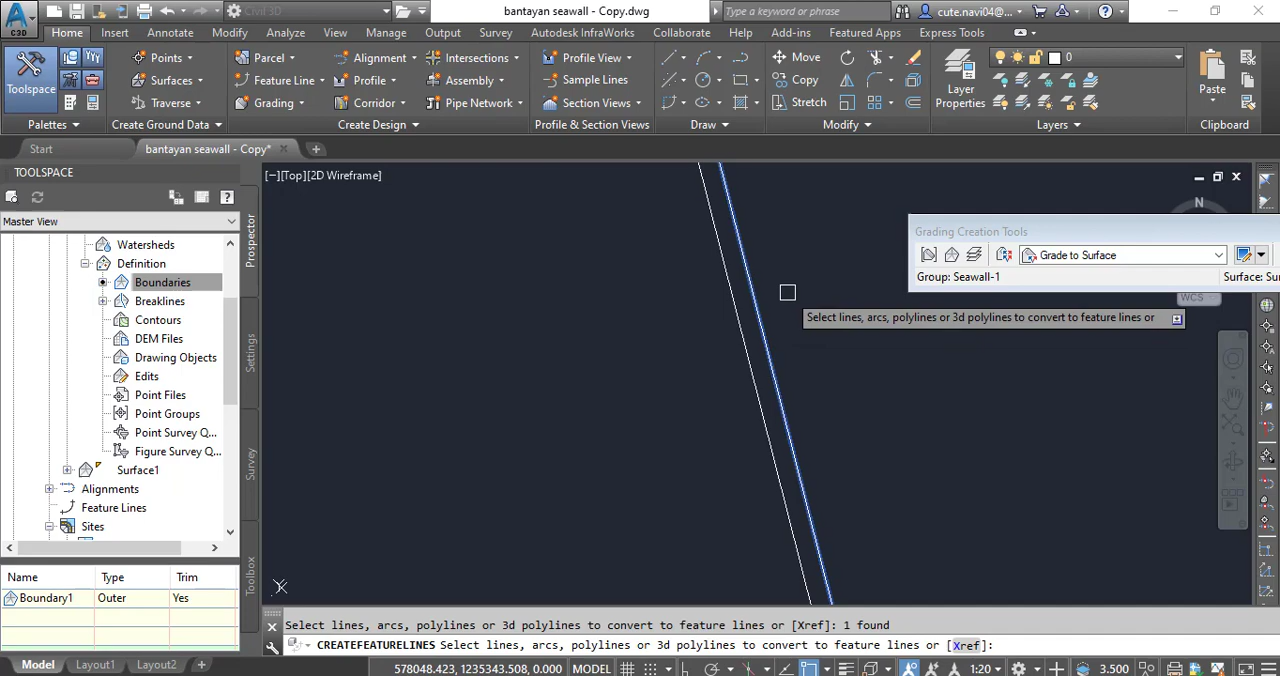 Civil 3D
bantayan seawall - Copy.dwg
Type a keyword or phrase
cute.navi04@...
C3D
Home Insert Annotate Modify Analyze View Manage Output Survey Autodesk InfraWorks Collaborate Help Add-ins Featured Apps Express Tools
Toolspace
Palettes
Points
Surfaces
Traverse
Create Ground Data
Parcel
Feature Line
Grading
Alignment
Profile
Corridor
Intersections
Assembly
Pipe Network
Create Design
Profile View
Sample Lines
Section Views
Profile & Section Views
Draw
Move
Copy
Stretch
Modify
Layer
Properties
0
Layers
Paste
Clipboard
Start
bantayan seawall - Copy*
TOOLSPACE
Master View
Watersheds
Definition
Boundaries
Breaklines
Contours
DEM Files
Drawing Objects
Edits
Point Files
Point Groups
Point Survey Q...
Figure Survey Q...
Surface1
Alignments
Feature Lines
Sites
Prospector
Settings
Survey
Toolbox
Name Type Trim
Boundary1 Outer Yes
[−][Top][2D Wireframe]
N
Grading Creation Tools
Grade to Surface
Group: Seawall-1 Surface: Sur
WCS
Select lines, arcs, polylines or 3d polylines to convert to feature lines or
X
Select lines, arcs, polylines or 3d polylines to convert to feature lines or [Xref]: 1 found
CREATEFEATURELINES Select lines, arcs, polylines or 3d polylines to convert to feature lines or [Xref]:
Model Layout1 Layout2 +
578048.423, 1235343.508, 0.000 MODEL 1:20 3.500